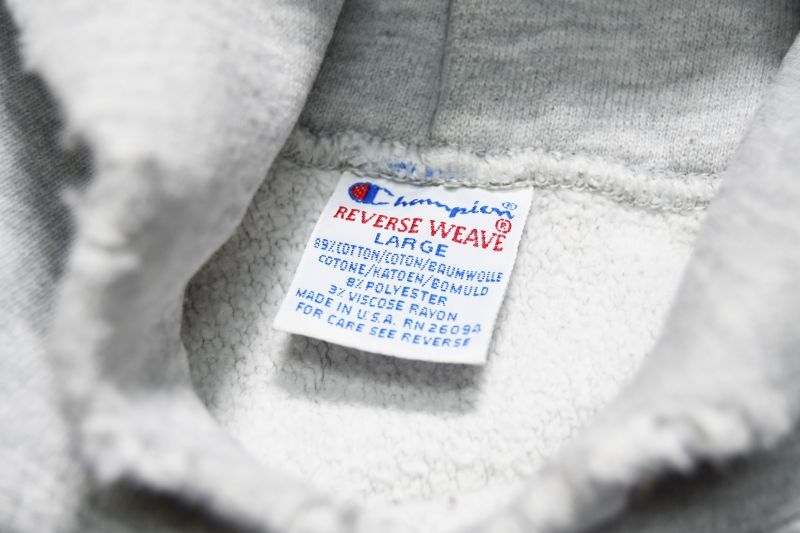 Champion®
REVERSE WEAVE®
LARGE
89% COTTON/COTON/BAUMWOLLE
COTONE/KATOEN/BOMULD
8% POLYESTER
3% VISCOSE RAYON
MADE IN U.S.A. RN 26094
FOR CARE SEE REVERSE